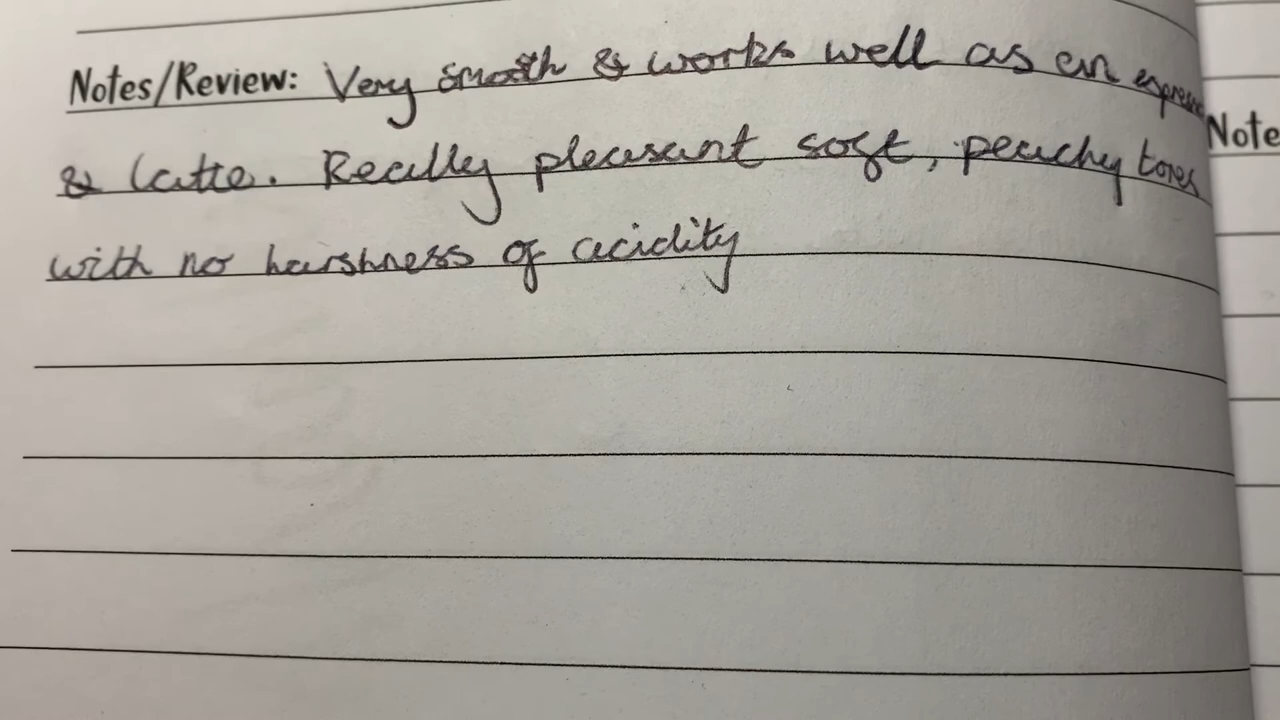 Notes/Review: Very smooth & works well as an espresso
& latte. Really pleasant soft, peachy tones
with no harshness of acidity
Note